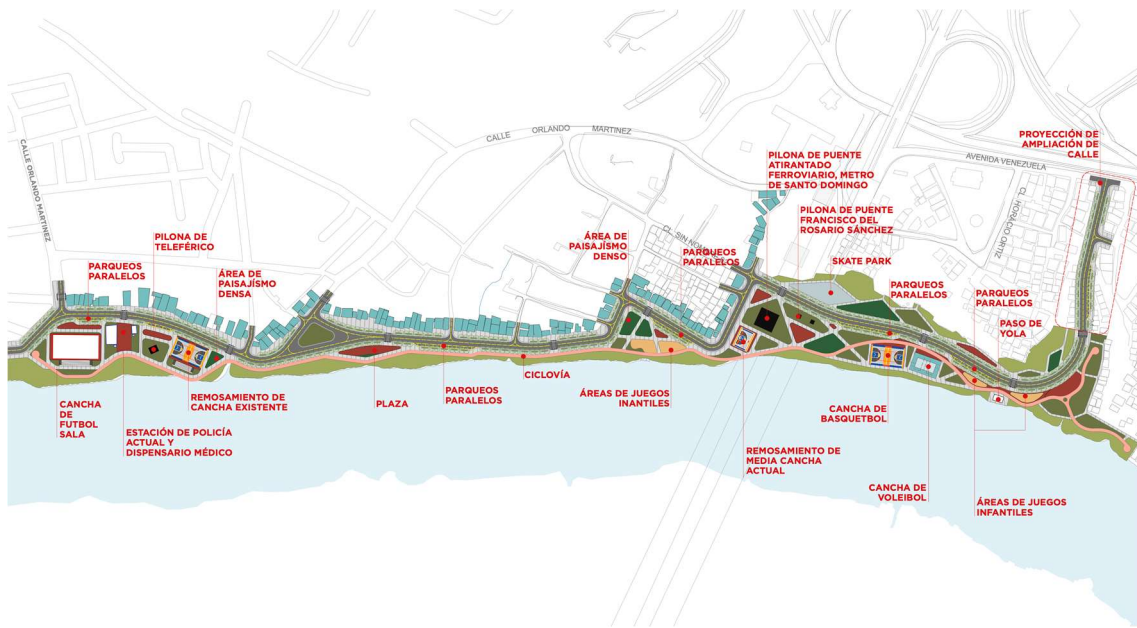 CALLE ORLANDO MARTINEZ
PILONA DE
TELEFÉRICO
PARQUEOS
PARALELOS
ÁREA DE
PAISAJÍSMO
DENSA
CALLE ORLANDO MARTINEZ
ÁREA DE
PAISAJÍSMO
DENSO
PARQUEOS
PARALELOS
PILONA DE PUENTE
ATIRANTADO
FERROVIARIO, METRO
DE SANTO DOMINGO
PILONA DE PUENTE
FRANCISCO DEL
ROSARIO SÁNCHEZ
SKATE PARK
PARQUEOS
PARALELOS
PARQUEOS
PARALELOS
PASO DE
YOLA
AVENIDA VENEZUELA
CL. HORACIO ORTIZ
PROYECCIÓN DE
AMPLIACIÓN DE
CALLE
CANCHA
DE
FUTBOL
SALA
ESTACIÓN DE POLICÍA
ACTUAL Y
DISPENSARIO MÉDICO
REMOSAMIENTO DE
CANCHA EXISTENTE
PLAZA
PARQUEOS
PARALELOS
CICLOVÍA
ÁREAS DE JUEGOS
INANTILES
REMOSAMIENTO DE
MEDIA CANCHA
ACTUAL
CANCHA DE
BASQUETBOL
CANCHA DE
VOLEIBOL
ÁREAS DE JUEGOS
INFANTILES